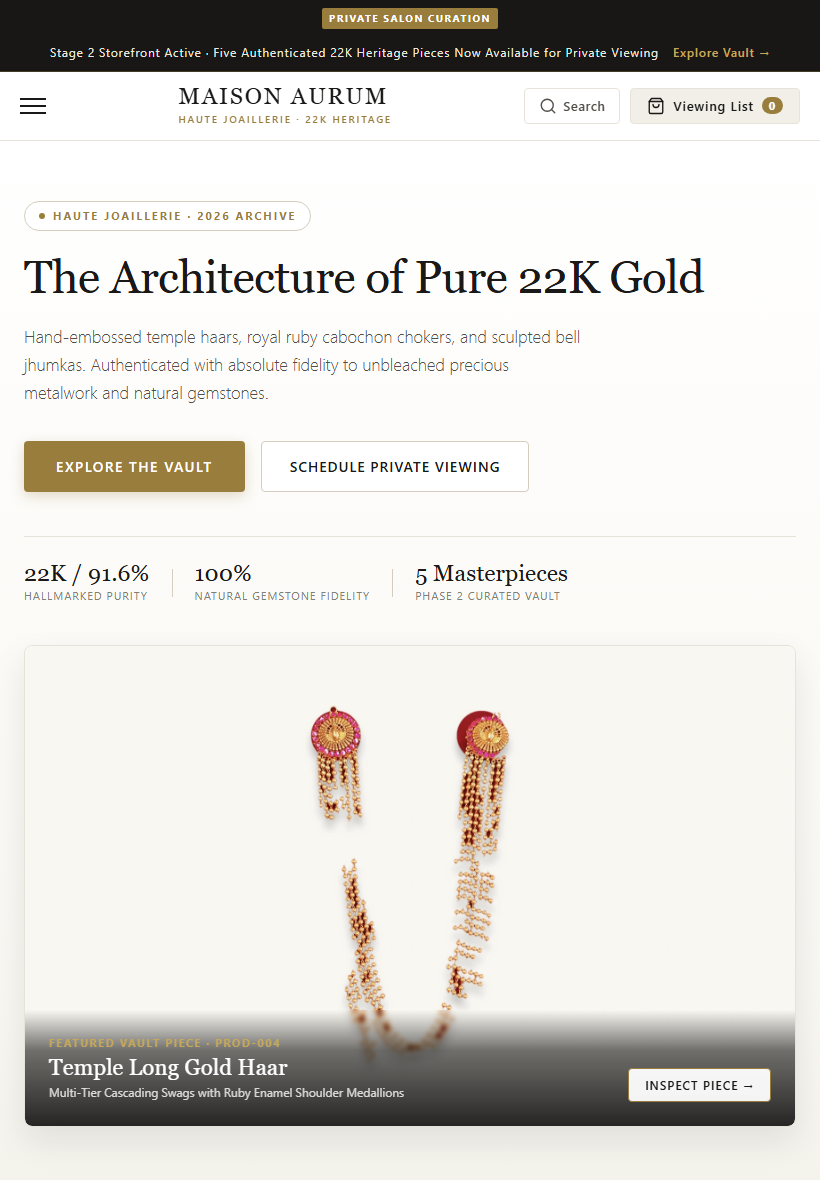 PRIVATE SALON CURATION
Stage 2 Storefront Active · Five Authenticated 22K Heritage Pieces Now Available for Private Viewing Explore Vault →
MAISON AURUM
HAUTE JOAILLERIE · 22K HERITAGE
Search
Viewing List 0
HAUTE JOAILLERIE · 2026 ARCHIVE
The Architecture of Pure 22K Gold
Hand-embossed temple haars, royal ruby cabochon chokers, and sculpted bell
jhumkas. Authenticated with absolute fidelity to unbleached precious
metalwork and natural gemstones.
EXPLORE THE VAULT
SCHEDULE PRIVATE VIEWING
22K / 91.6%
HALLMARKED PURITY
100%
NATURAL GEMSTONE FIDELITY
5 Masterpieces
PHASE 2 CURATED VAULT
FEATURED VAULT PIECE · PROD-004
Temple Long Gold Haar
Multi-Tier Cascading Swags with Ruby Enamel Shoulder Medallions
INSPECT PIECE →